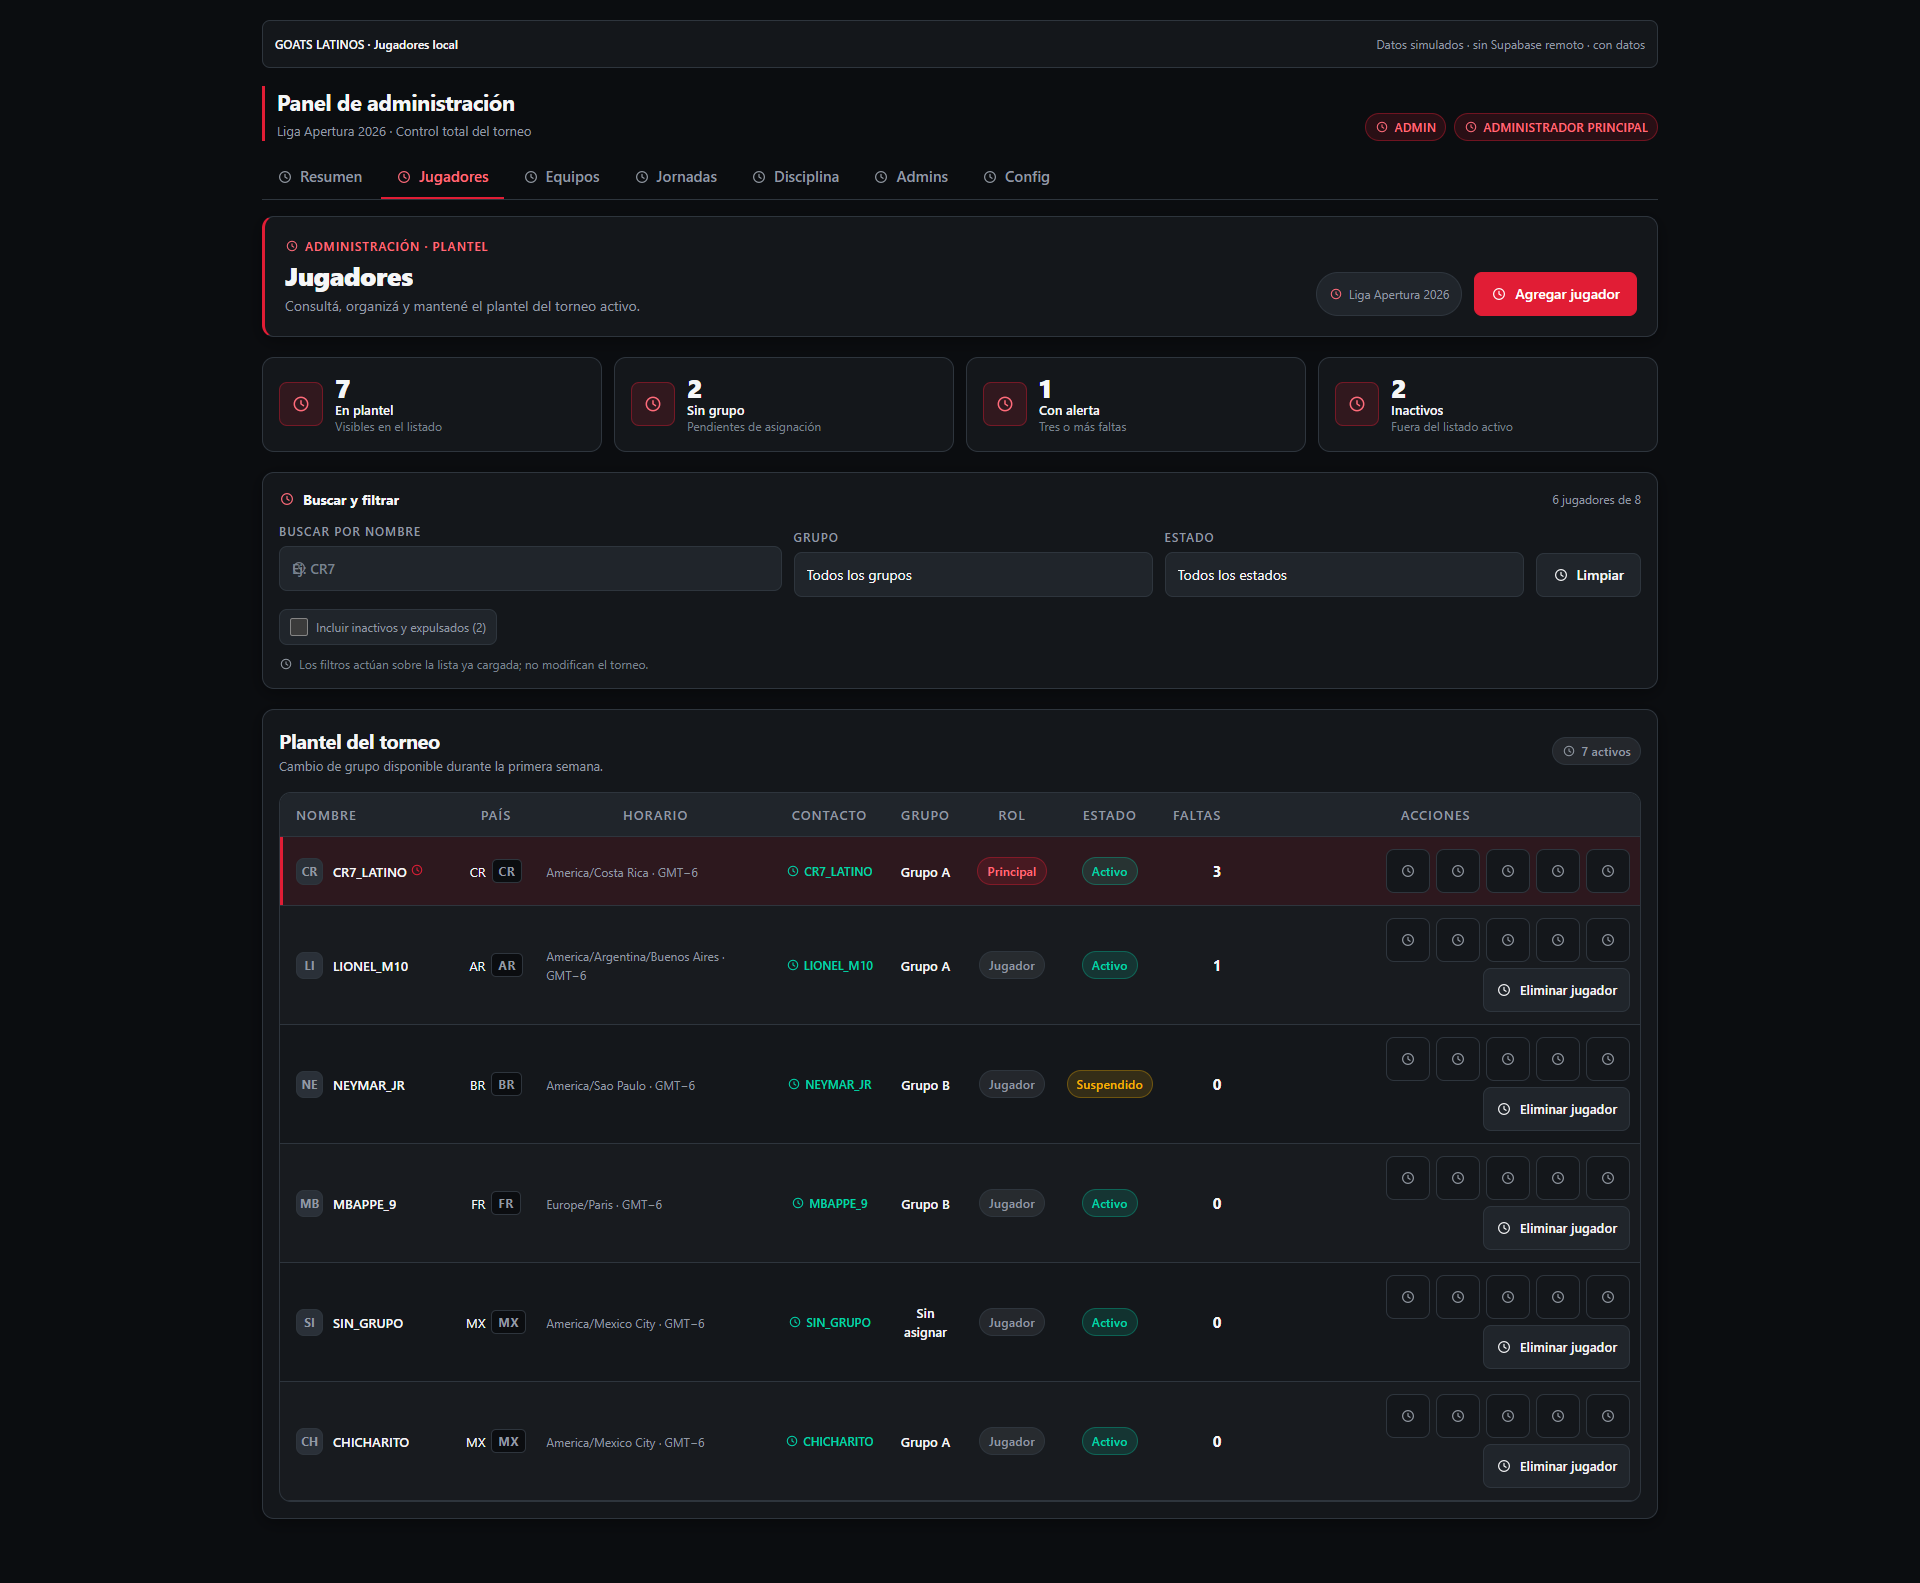 GOATS LATINOS · Jugadores local
Datos simulados · sin Supabase remoto · con datos
Panel de administración
Liga Apertura 2026 · Control total del torneo
ADMIN
ADMINISTRADOR PRINCIPAL
Resumen
Jugadores
Equipos
Jornadas
Disciplina
Admins
Config
ADMINISTRACIÓN · PLANTEL
Jugadores
Consultá, organizá y mantené el plantel del torneo activo.
Liga Apertura 2026
Agregar jugador
7
En plantel
Visibles en el listado
2
Sin grupo
Pendientes de asignación
1
Con alerta
Tres o más faltas
2
Inactivos
Fuera del listado activo
Buscar y filtrar
6 jugadores de 8
BUSCAR POR NOMBRE
CR7
GRUPO
Todos los grupos
ESTADO
Todos los estados
Limpiar
Incluir inactivos y expulsados (2)
Los filtros actúan sobre la lista ya cargada; no modifican el torneo.
Plantel del torneo
Cambio de grupo disponible durante la primera semana.
7 activos
NOMBRE PAÍS HORARIO CONTACTO GRUPO ROL ESTADO FALTAS ACCIONES
CR CR7_LATINO CR CR America/Costa Rica · GMT−6 CR7_LATINO Grupo A Principal Activo 3
LI LIONEL_M10 AR AR America/Argentina/Buenos Aires · GMT−6 LIONEL_M10 Grupo A Jugador Activo 1
Eliminar jugador
NE NEYMAR_JR BR BR America/Sao Paulo · GMT−6 NEYMAR_JR Grupo B Jugador Suspendido 0
Eliminar jugador
MB MBAPPE_9 FR FR Europe/Paris · GMT−6 MBAPPE_9 Grupo B Jugador Activo 0
Eliminar jugador
SI SIN_GRUPO MX MX America/Mexico City · GMT−6 SIN_GRUPO Sin asignar Jugador Activo 0
Eliminar jugador
CH CHICHARITO MX MX America/Mexico City · GMT−6 CHICHARITO Grupo A Jugador Activo 0
Eliminar jugador